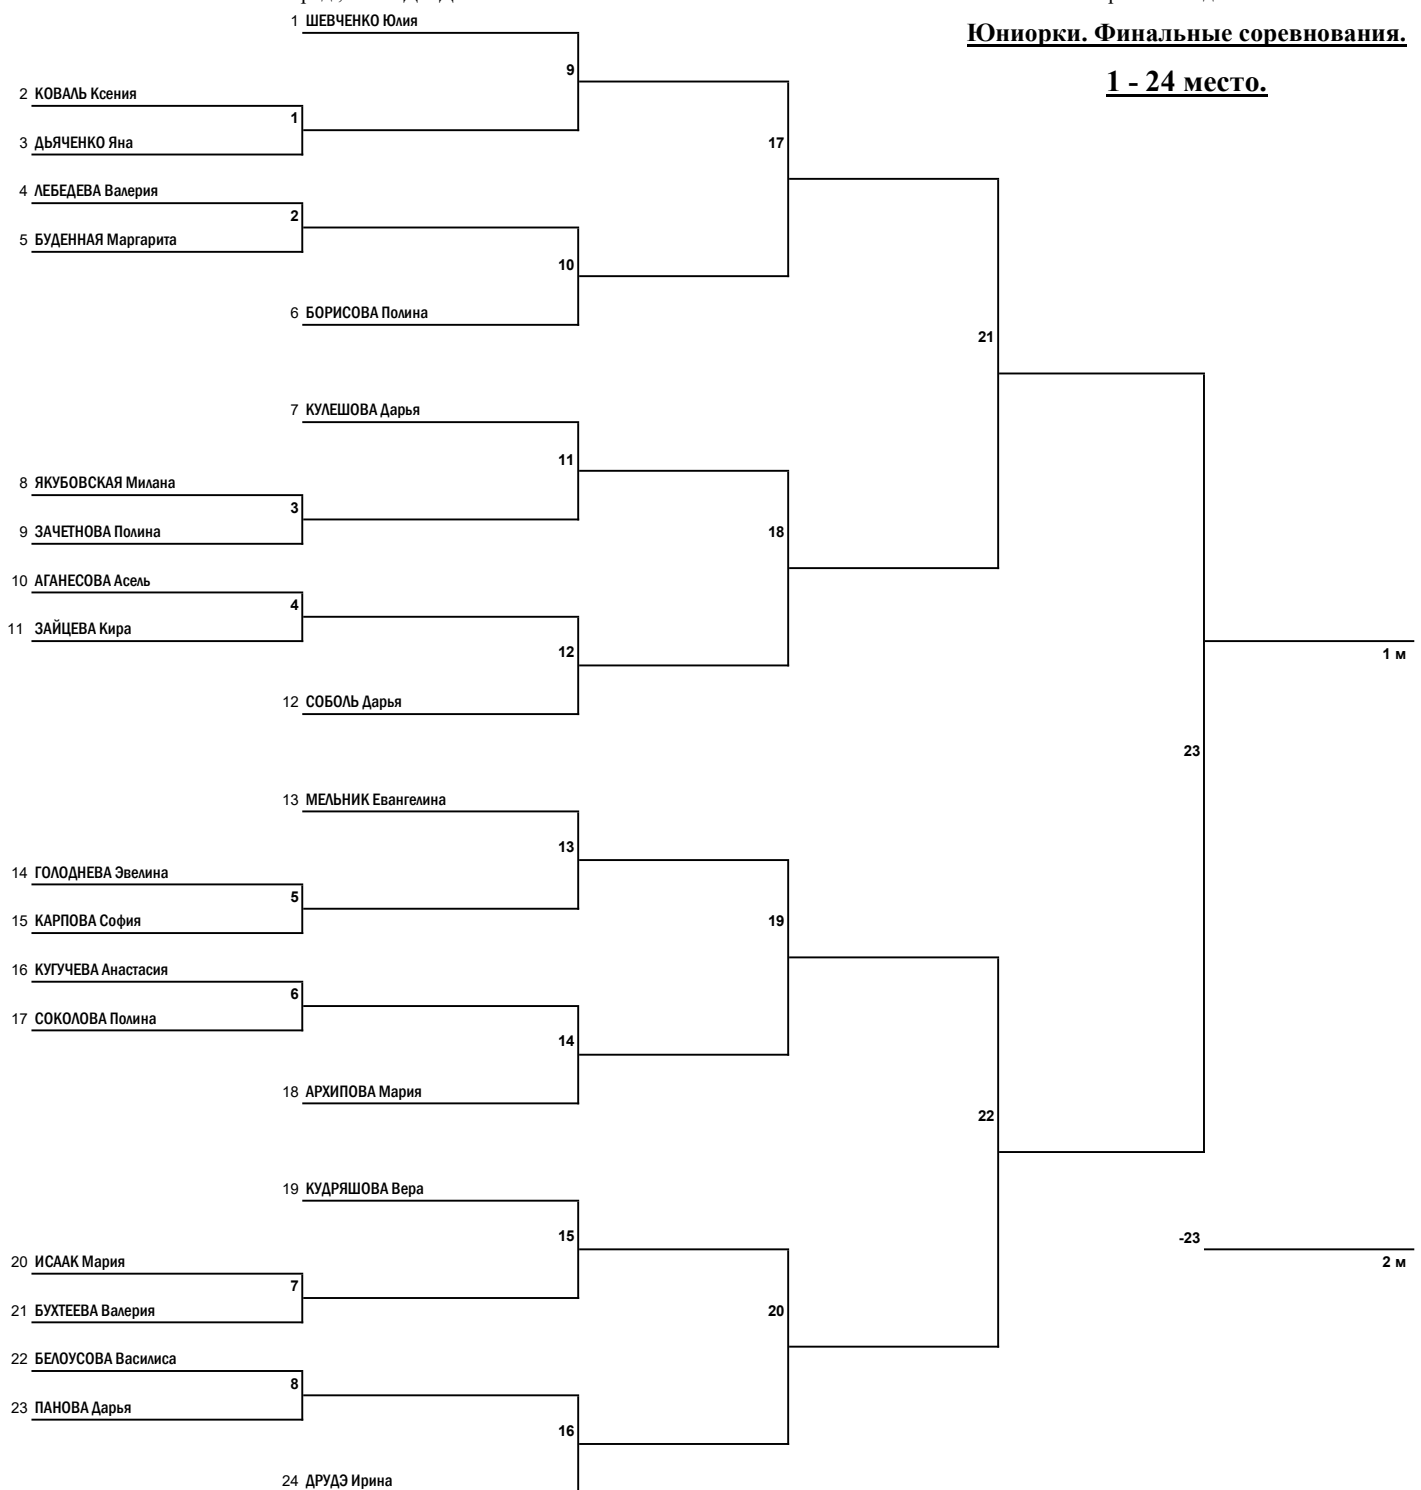 1 ШЕВЧЕНКО Юлия
Юниорки. Финальные соревнования.
9
1 - 24 место.
2 КОВАЛЬ Ксения
1
3 ДЬЯЧЕНКО Яна
17
4 ЛЕБЕДЕВА Валерия
2
5 БУДЕННАЯ Маргарита
10
6 БОРИСОВА Полина
21
7 КУЛЕШОВА Дарья
11
8 ЯКУБОВСКАЯ Милана
3
9 ЗАЧЕТНОВА Полина
18
10 АГАНЕСОВА Асель
4
11 ЗАЙЦЕВА Кира
12
1 м
12 СОБОЛЬ Дарья
23
13 МЕЛЬНИК Евангелина
13
14 ГОЛОДНЕВА Эвелина
5
15 КАРПОВА София
19
16 КУГУЧЕВА Анастасия
6
17 СОКОЛОВА Полина
14
18 АРХИПОВА Мария
22
19 КУДРЯШОВА Вера
15
-23
20 ИСААК Мария
2 м
7
21 БУХТЕЕВА Валерия
20
22 БЕЛОУСОВА Василиса
8
23 ПАНОВА Дарья
16
24 ДРУДЭ Ирина